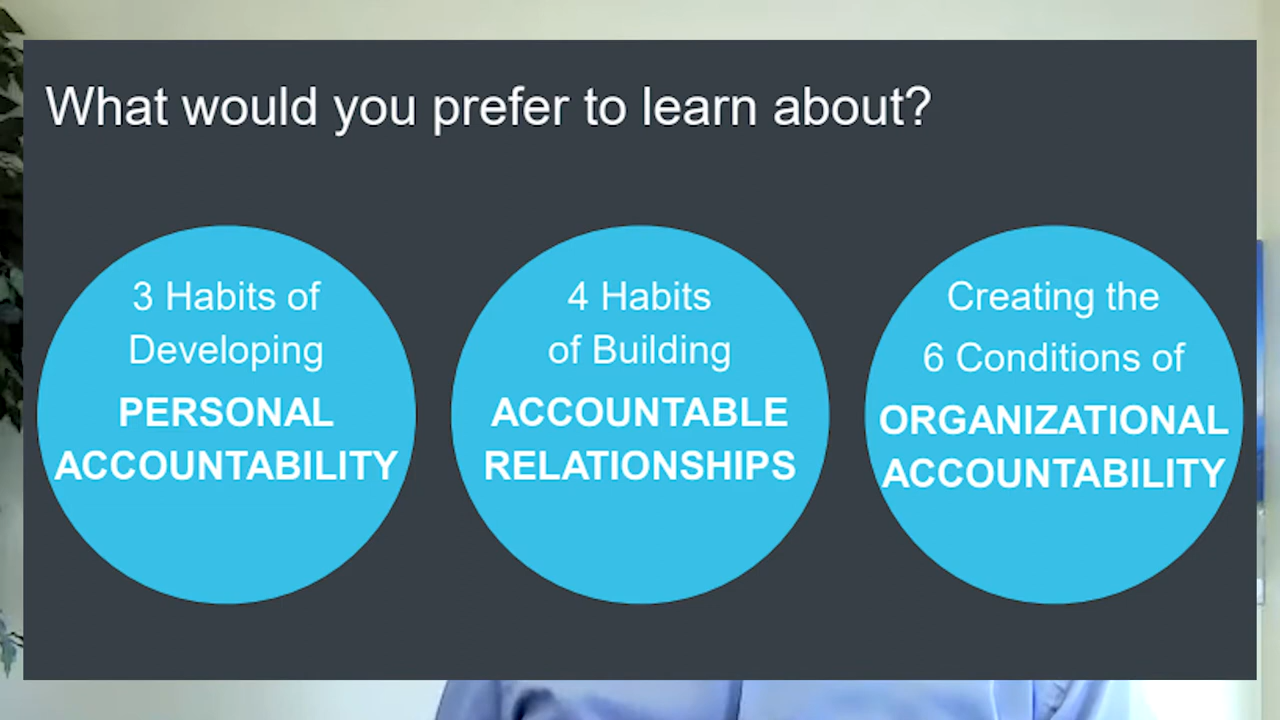 What would you prefer to learn about?
3 Habits of
Developing
PERSONAL
ACCOUNTABILITY
4 Habits
of Building
ACCOUNTABLE
RELATIONSHIPS
Creating the
6 Conditions of
ORGANIZATIONAL
ACCOUNTABILITY